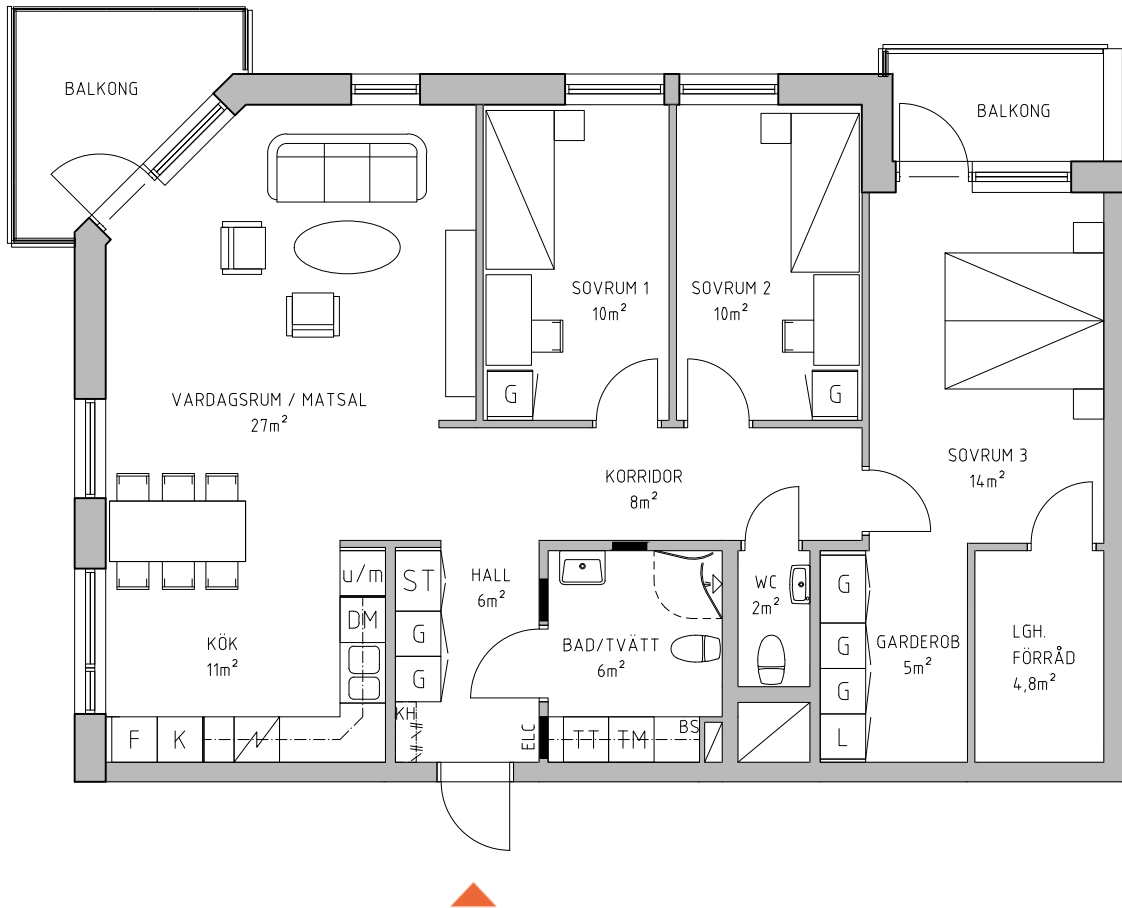 BALKONG
BALKONG
SOVRUM 1
10m²
SOVRUM 2
10m²
G
G
VARDAGSRUM / MATSAL
27m²
SOVRUM 3
14m²
KORRIDOR
8m²
u/m
DM
ST
G
G
HALL
6m²
KÖK
11m²
BAD/TVÄTT
6m²
WC
2m²
G
G
G
L
GARDEROB
5m²
LGH.
FÖRRÅD
4,8m²
KH
ELC
BS
F
K
TT
TM